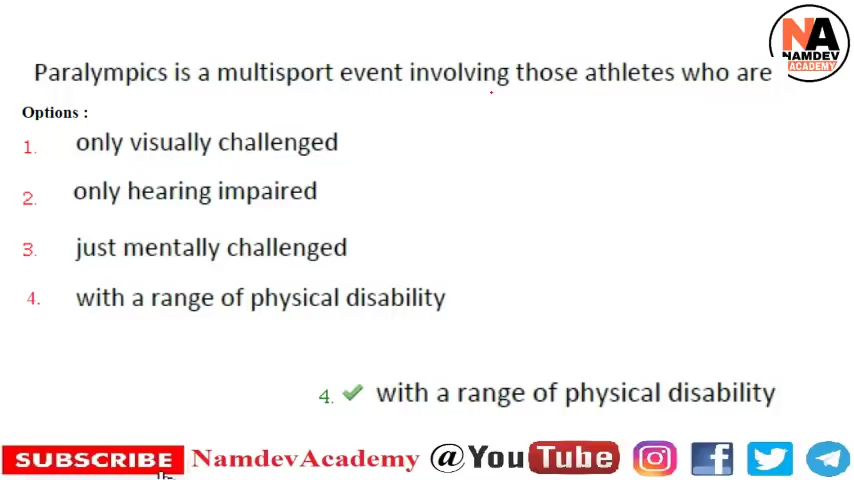 NA
NAMDEV
ACADEMY
Paralympics is a multisport event involving those athletes who are
Options :
1. only visually challenged
2. only hearing impaired
3. just mentally challenged
4. with a range of physical disability
4. with a range of physical disability
SUBSCRIBE NamdevAcademy @YouTube